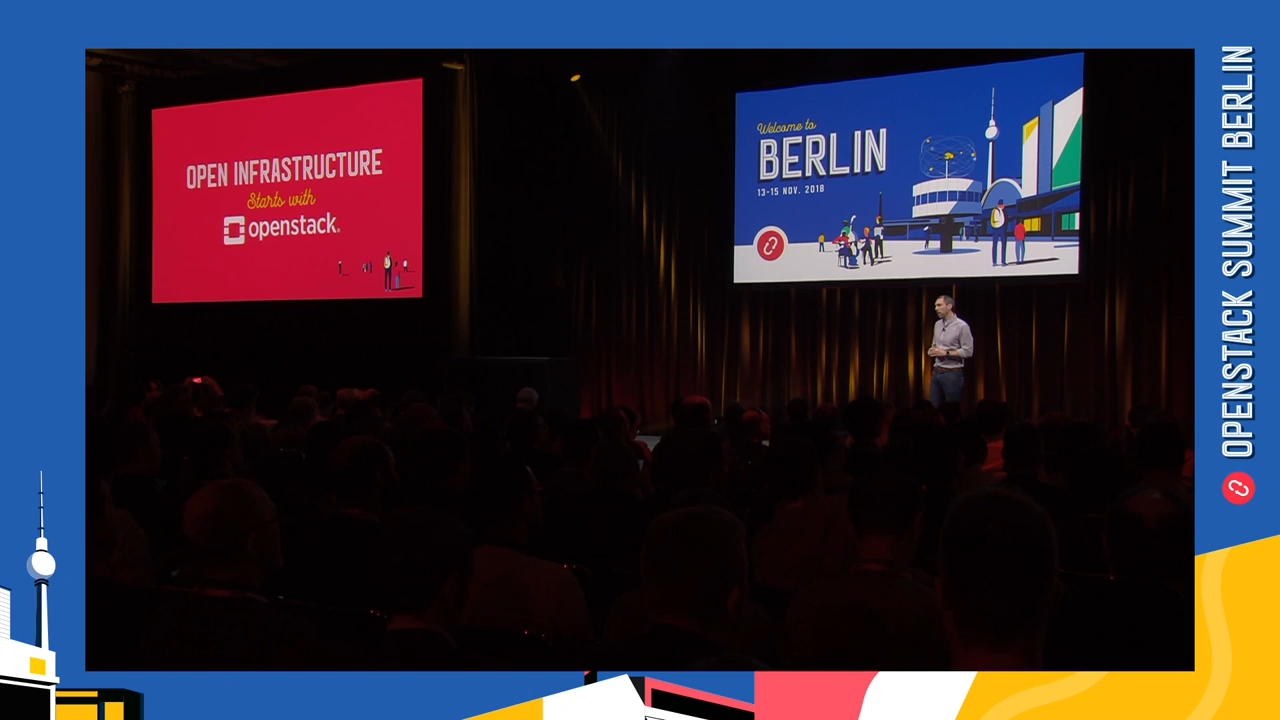 OPEN INFRASTRUCTURE
Starts with
openstack.
Welcome to
BERLIN
13-15 NOV. 2018
OPENSTACK SUMMIT BERLIN